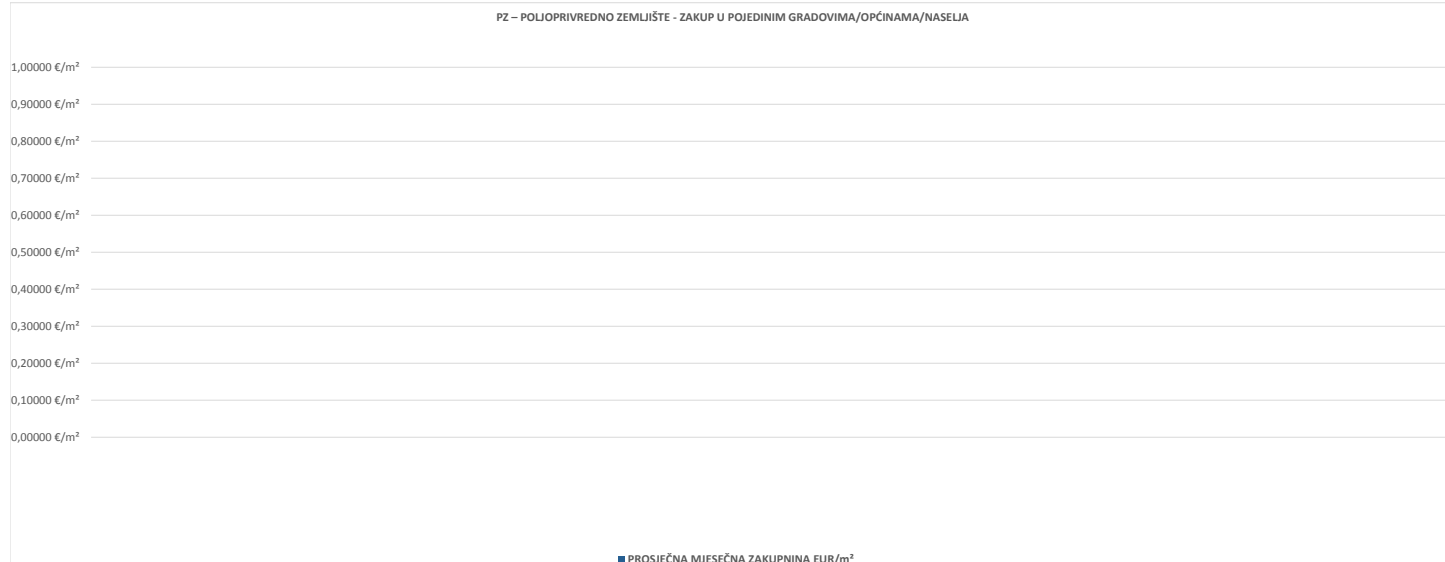 PZ – POLJOPRIVREDNO ZEMLJIŠTE - ZAKUP U POJEDINIM GRADOVIMA/OPĆINAMA/NASELJA
1,00000 €/m²
0,90000 €/m²
0,80000 €/m²
0,70000 €/m²
0,60000 €/m²
0,50000 €/m²
0,40000 €/m²
0,30000 €/m²
0,20000 €/m²
0,10000 €/m²
0,00000 €/m²
PROSJEČNA MJESEČNA ZAKUPNINA EUR/m²